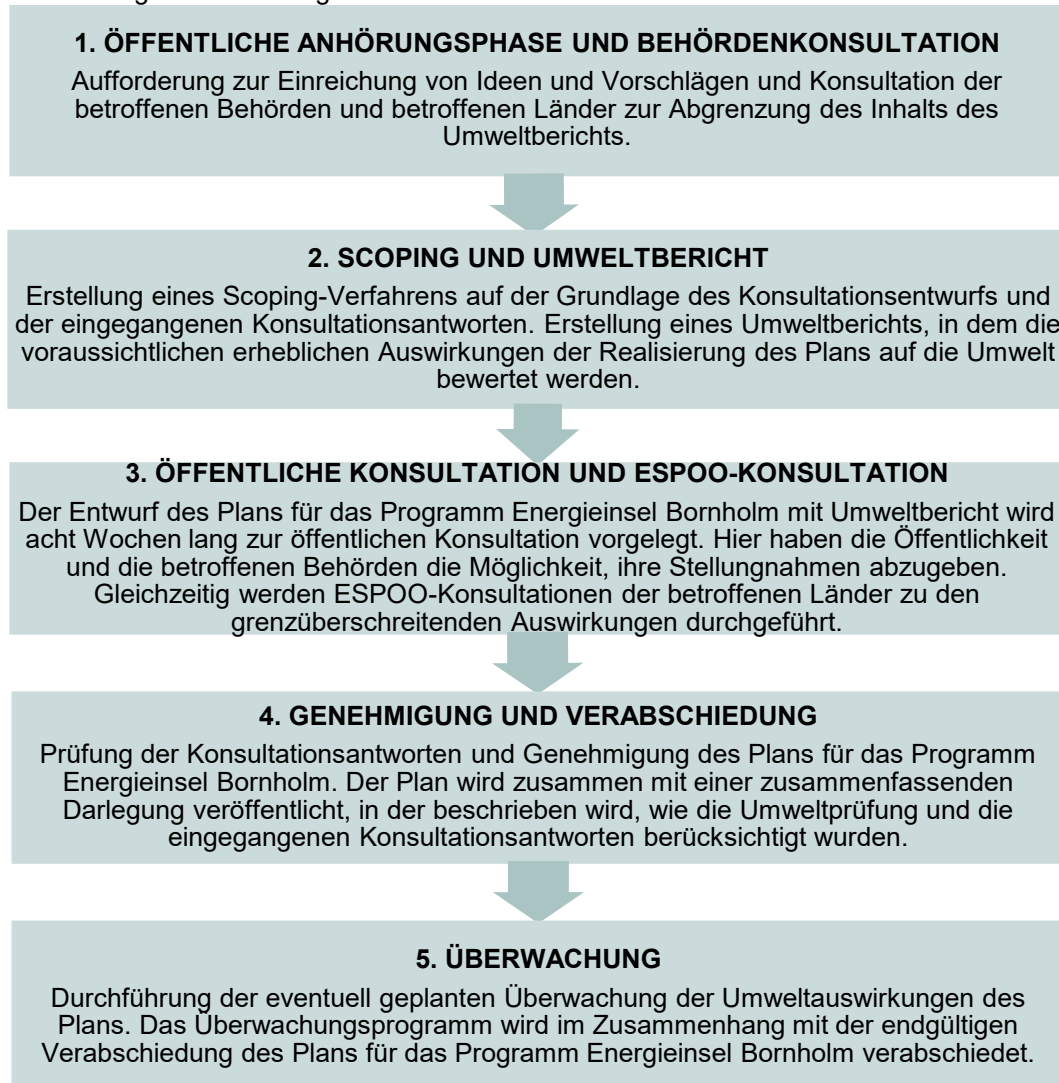 1. ÖFFENTLICHE ANHÖRUNGSPHASE UND BEHÖRDENKONSULTATION
Aufforderung zur Einreichung von Ideen und Vorschlägen und Konsultation der
betroffenen Behörden und betroffenen Länder zur Abgrenzung des Inhalts des
Umweltberichts.
2. SCOPING UND UMWELTBERICHT
Erstellung eines Scoping-Verfahrens auf der Grundlage des Konsultationsentwurfs und
der eingegangenen Konsultationsantworten. Erstellung eines Umweltberichts, in dem die
voraussichtlichen erheblichen Auswirkungen der Realisierung des Plans auf die Umwelt
bewertet werden.
3. ÖFFENTLICHE KONSULTATION UND ESPOO-KONSULTATION
Der Entwurf des Plans für das Programm Energieinsel Bornholm mit Umweltbericht wird
acht Wochen lang zur öffentlichen Konsultation vorgelegt. Hier haben die Öffentlichkeit
und die betroffenen Behörden die Möglichkeit, ihre Stellungnahmen abzugeben.
Gleichzeitig werden ESPOO-Konsultationen der betroffenen Länder zu den
grenzüberschreitenden Auswirkungen durchgeführt.
4. GENEHMIGUNG UND VERABSCHIEDUNG
Prüfung der Konsultationsantworten und Genehmigung des Plans für das Programm
Energieinsel Bornholm. Der Plan wird zusammen mit einer zusammenfassenden
Darlegung veröffentlicht, in der beschrieben wird, wie die Umweltprüfung und die
eingegangenen Konsultationsantworten berücksichtigt wurden.
5. ÜBERWACHUNG
Durchführung der eventuell geplanten Überwachung der Umweltauswirkungen des
Plans. Das Überwachungsprogramm wird im Zusammenhang mit der endgültigen
Verabschiedung des Plans für das Programm Energieinsel Bornholm verabschiedet.